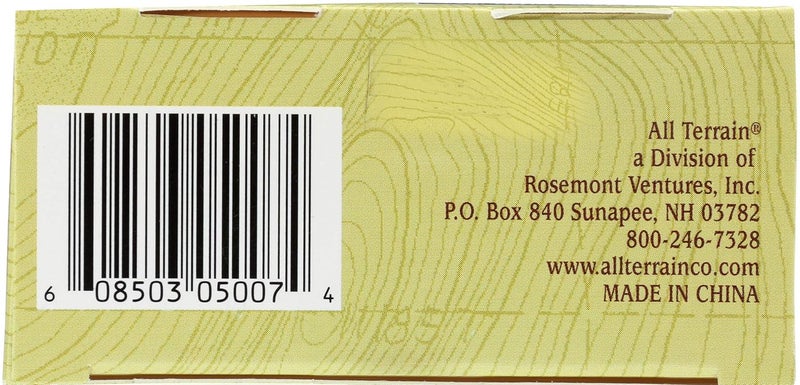 All Terrain®
a Division of
Rosemont Ventures, Inc.
P.O. Box 840 Sunapee, NH 03782
800-246-7328
www.allterrainco.com
MADE IN CHINA
6 08503 05007 4